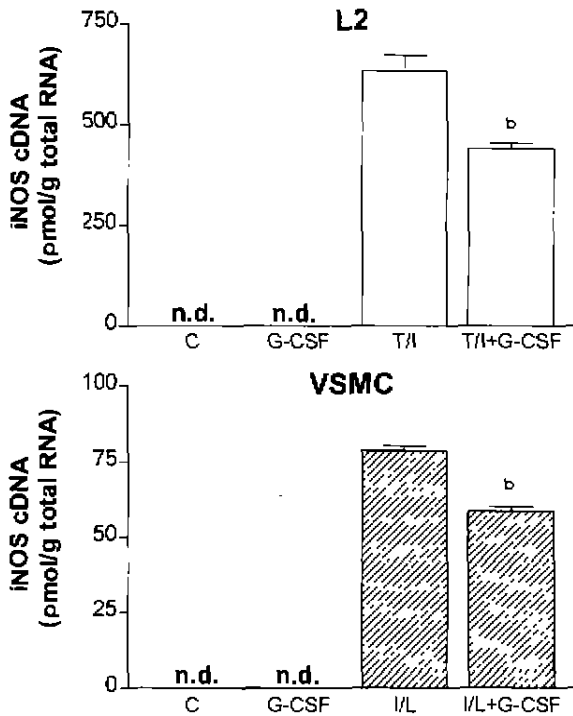 L2
iNOS cDNA
(pmol/g total RNA)
750
500
250
0
b
n.d. n.d.
C G-CSF T/I T/I+G-CSF
VSMC
iNOS cDNA
(pmol/g total RNA)
100
75
50
25
0
b
n.d. n.d.
C G-CSF I/L I/L+G-CSF